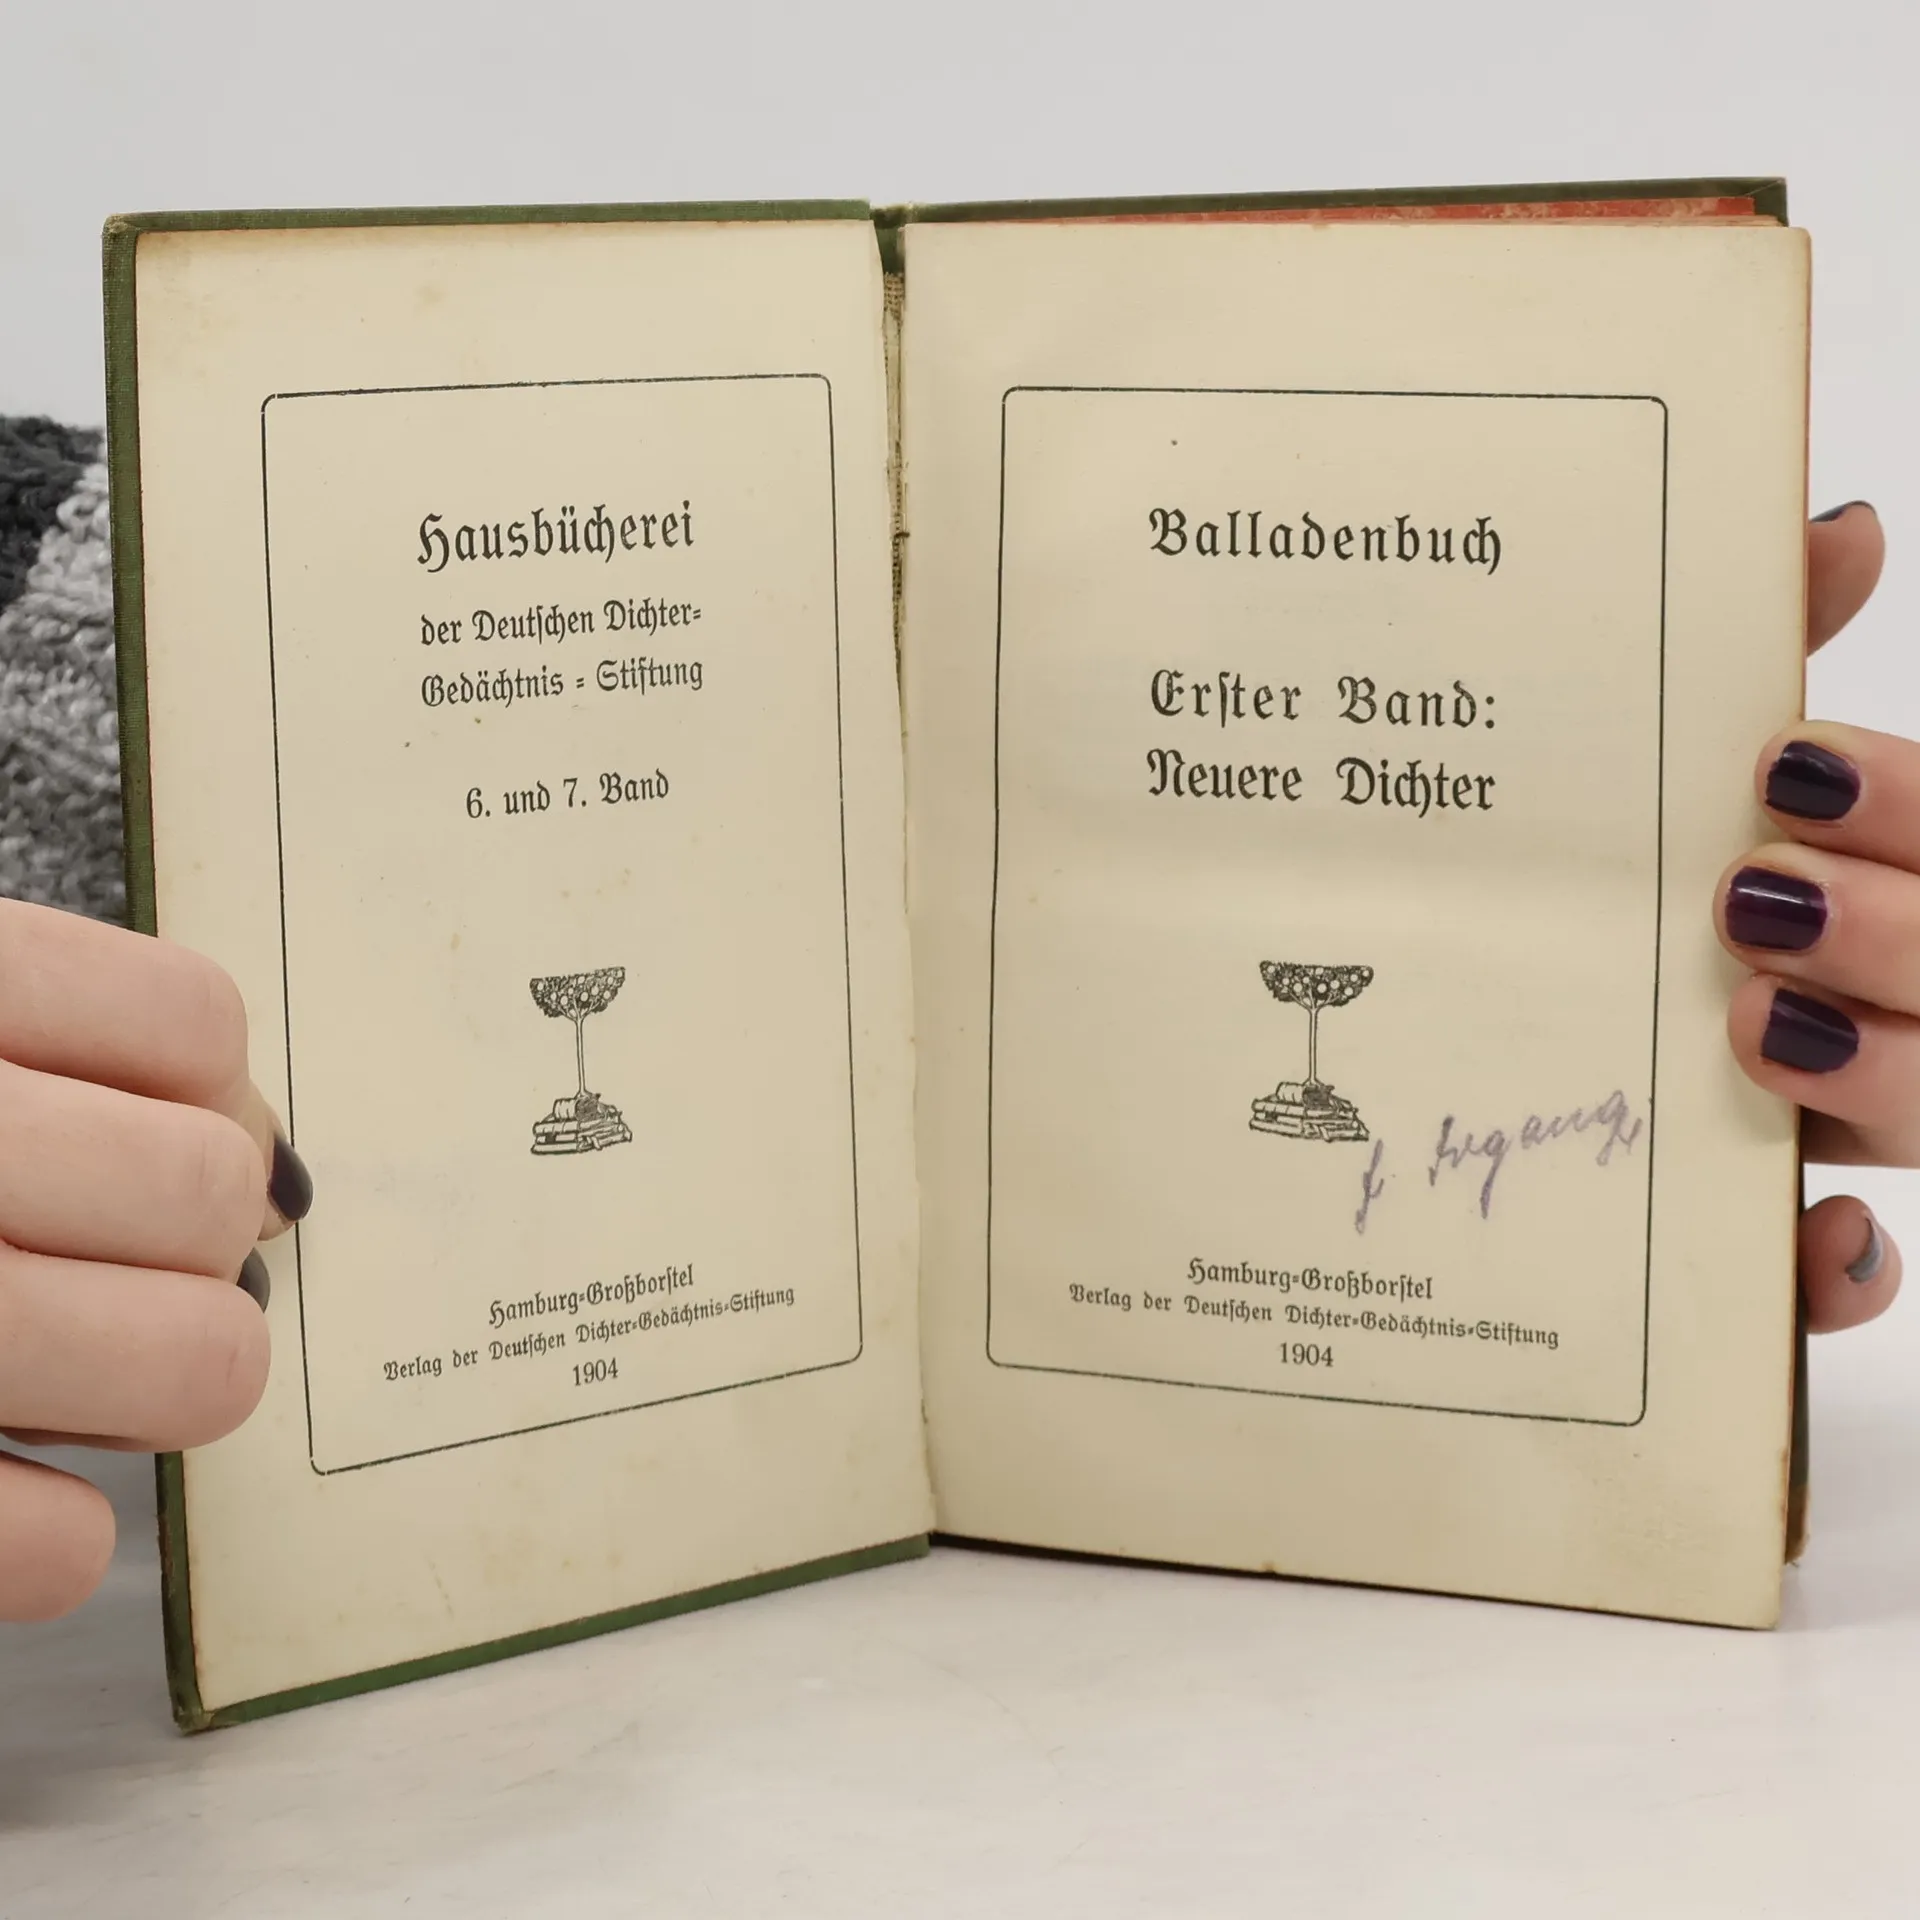 Hausbücherei
der Deutſchen Dichter=
Gedächtnis = Stiftung
6. und 7. Band
Hamburg=Großborſtel
Verlag der Deutſchen Dichter=Gedächtnis=Stiftung
1904
Balladenbuch
Erſter Band:
Neuere Dichter
Hamburg=Großborſtel
Verlag der Deutſchen Dichter=Gedächtnis=Stiftung
1904